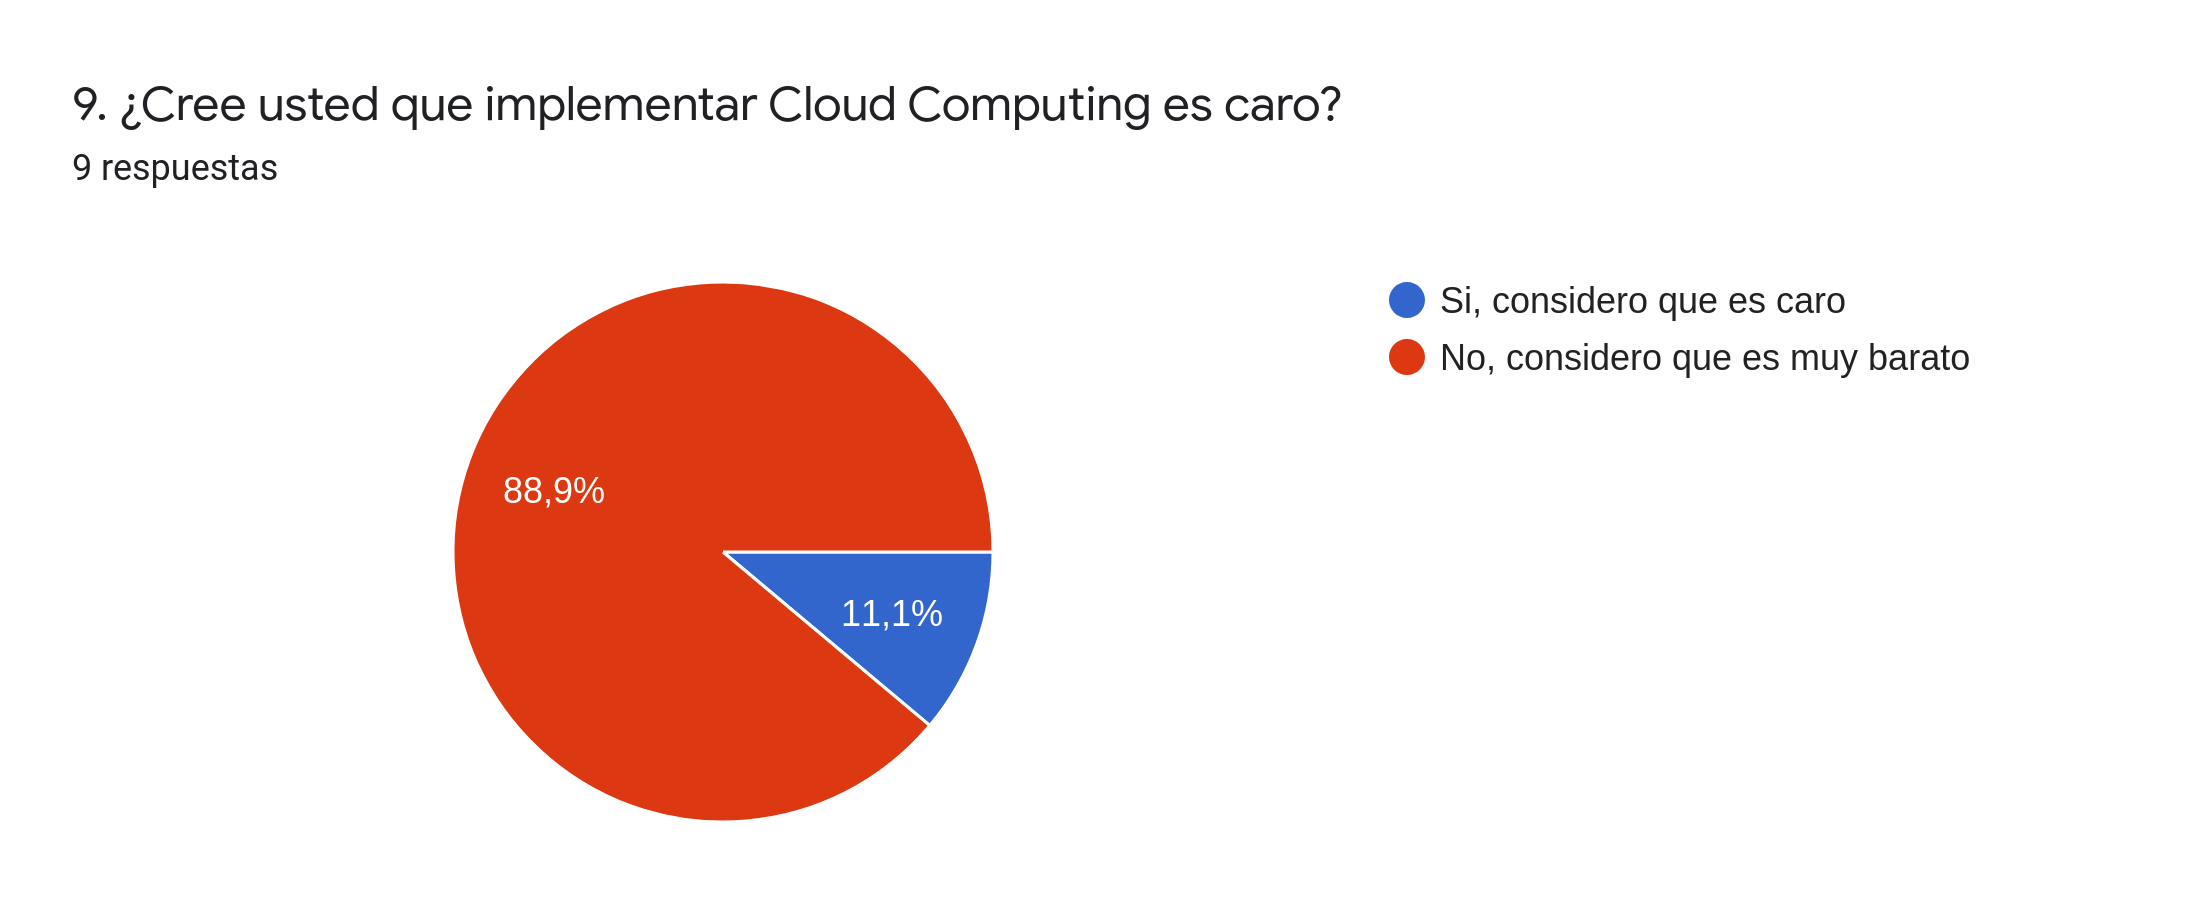 9. ¿Cree usted que implementar Cloud Computing es caro?
9 respuestas
Si, considero que es caro
No, considero que es muy barato
88,9%
11,1%